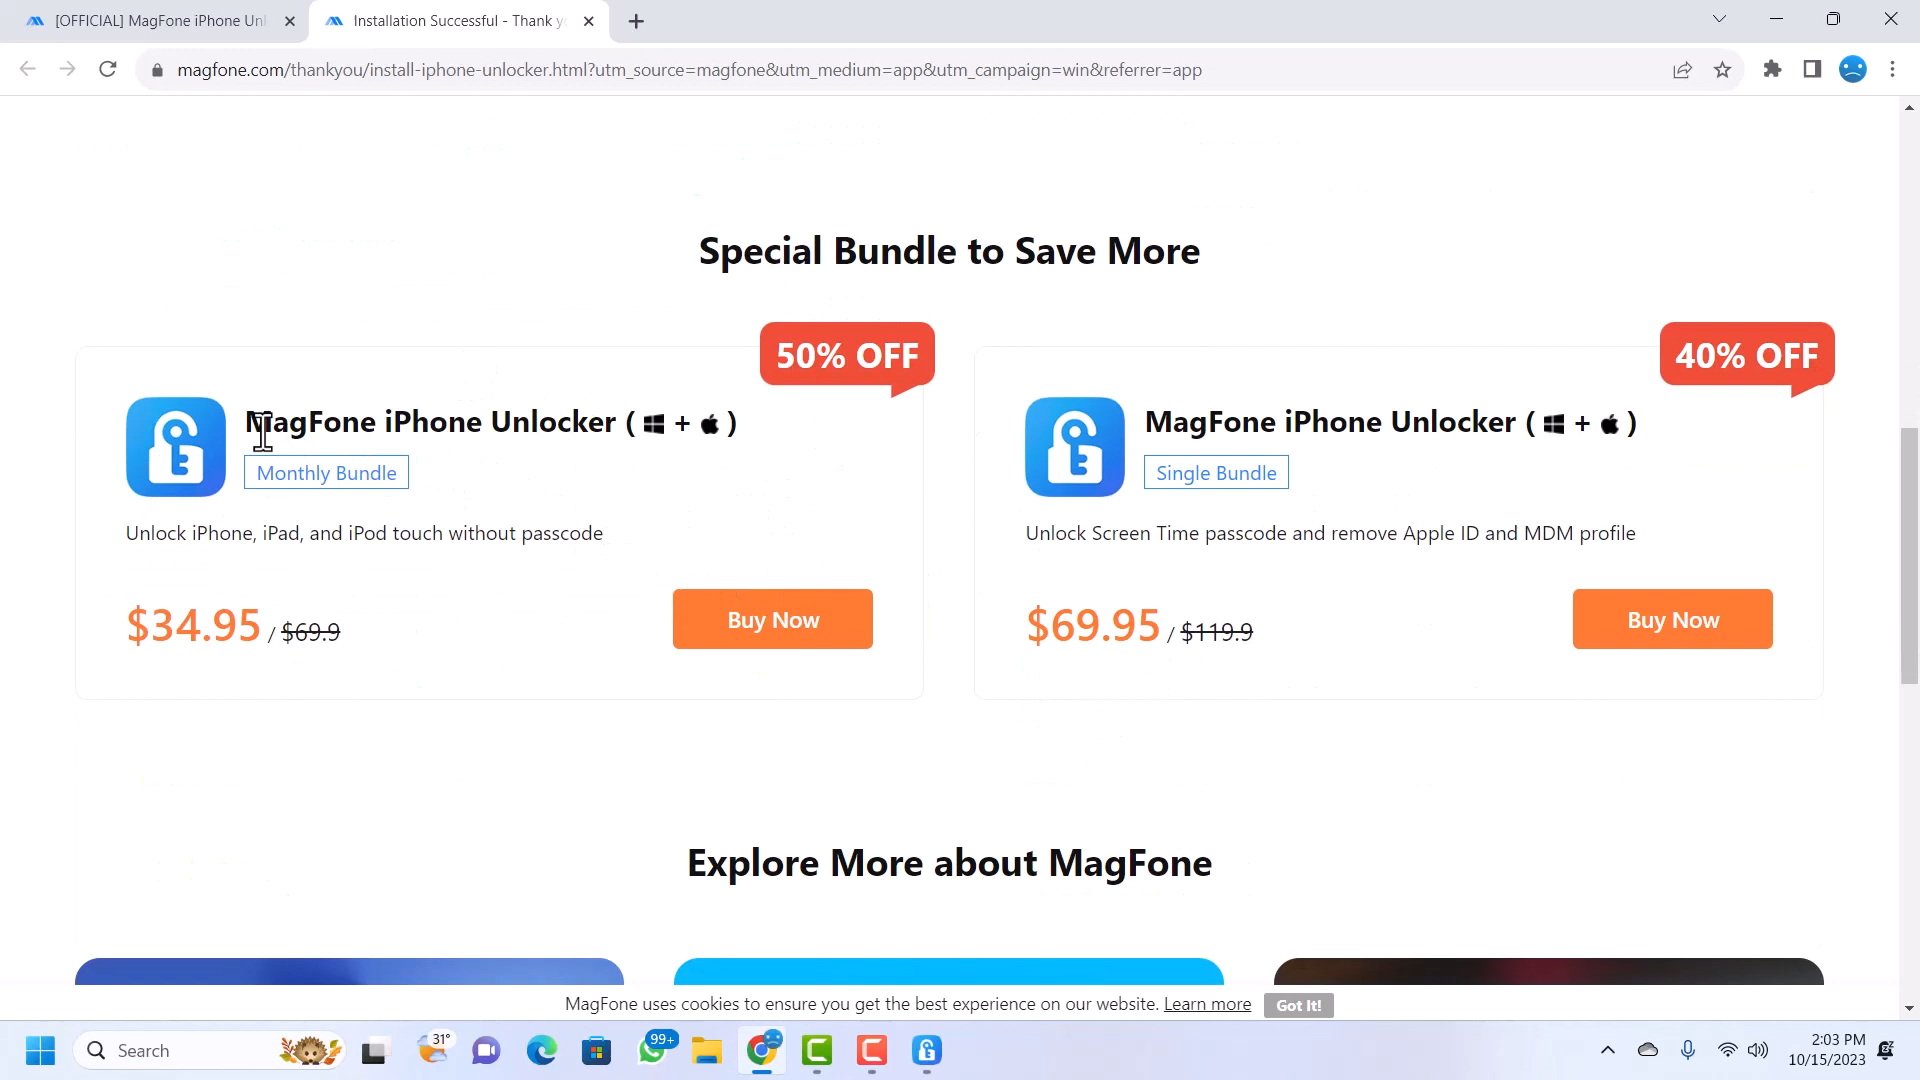 [OFFICIAL] MagFone iPhone Unl
Installation Successful - Thank y
magfone.com/thankyou/install-iphone-unlocker.html?utm_source=magfone&utm_medium=app&utm_campaign=win&referrer=app
Special Bundle to Save More
50% OFF
MagFone iPhone Unlocker ( + )
Monthly Bundle
Unlock iPhone, iPad, and iPod touch without passcode
$34.95 / $69.9
Buy Now
40% OFF
MagFone iPhone Unlocker ( + )
Single Bundle
Unlock Screen Time passcode and remove Apple ID and MDM profile
$69.95 / $119.9
Buy Now
Explore More about MagFone
MagFone uses cookies to ensure you get the best experience on our website. Learn more Got It!
Search
31°
99+
2:03 PM
10/15/2023